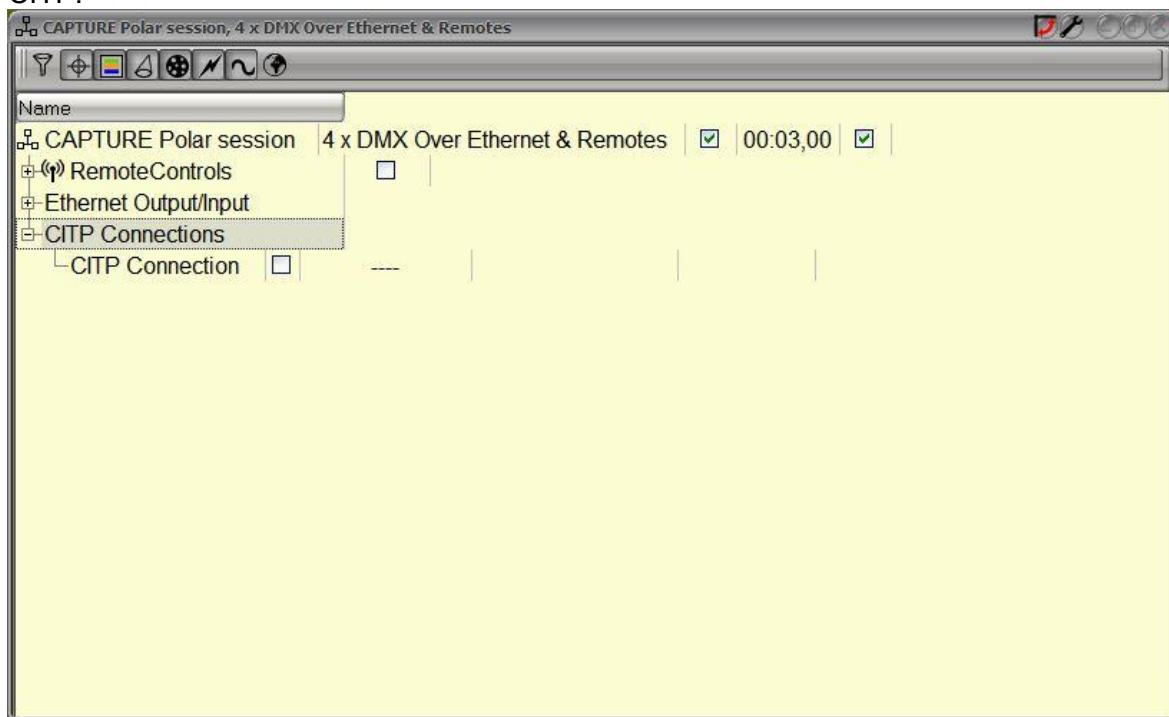 CAPTURE Polar session, 4 x DMX Over Ethernet & Remotes
Name
CAPTURE Polar session 4 x DMX Over Ethernet & Remotes 00:03,00
RemoteControls
Ethernet Output/Input
CITP Connections
CITP Connection ----